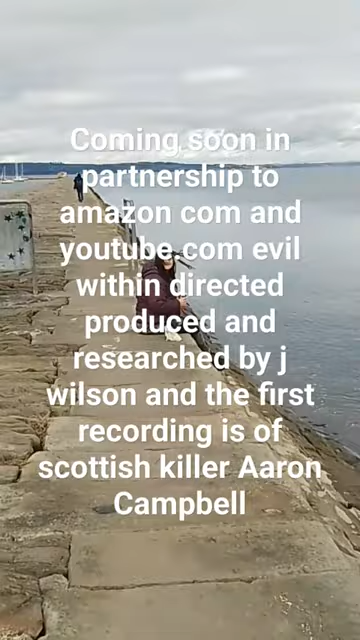 Coming soon in
partnership to
amazon com and
youtube.com evil
within directed
produced and
researched by j
wilson and the first
recording is of
scottish killer Aaron
Campbell